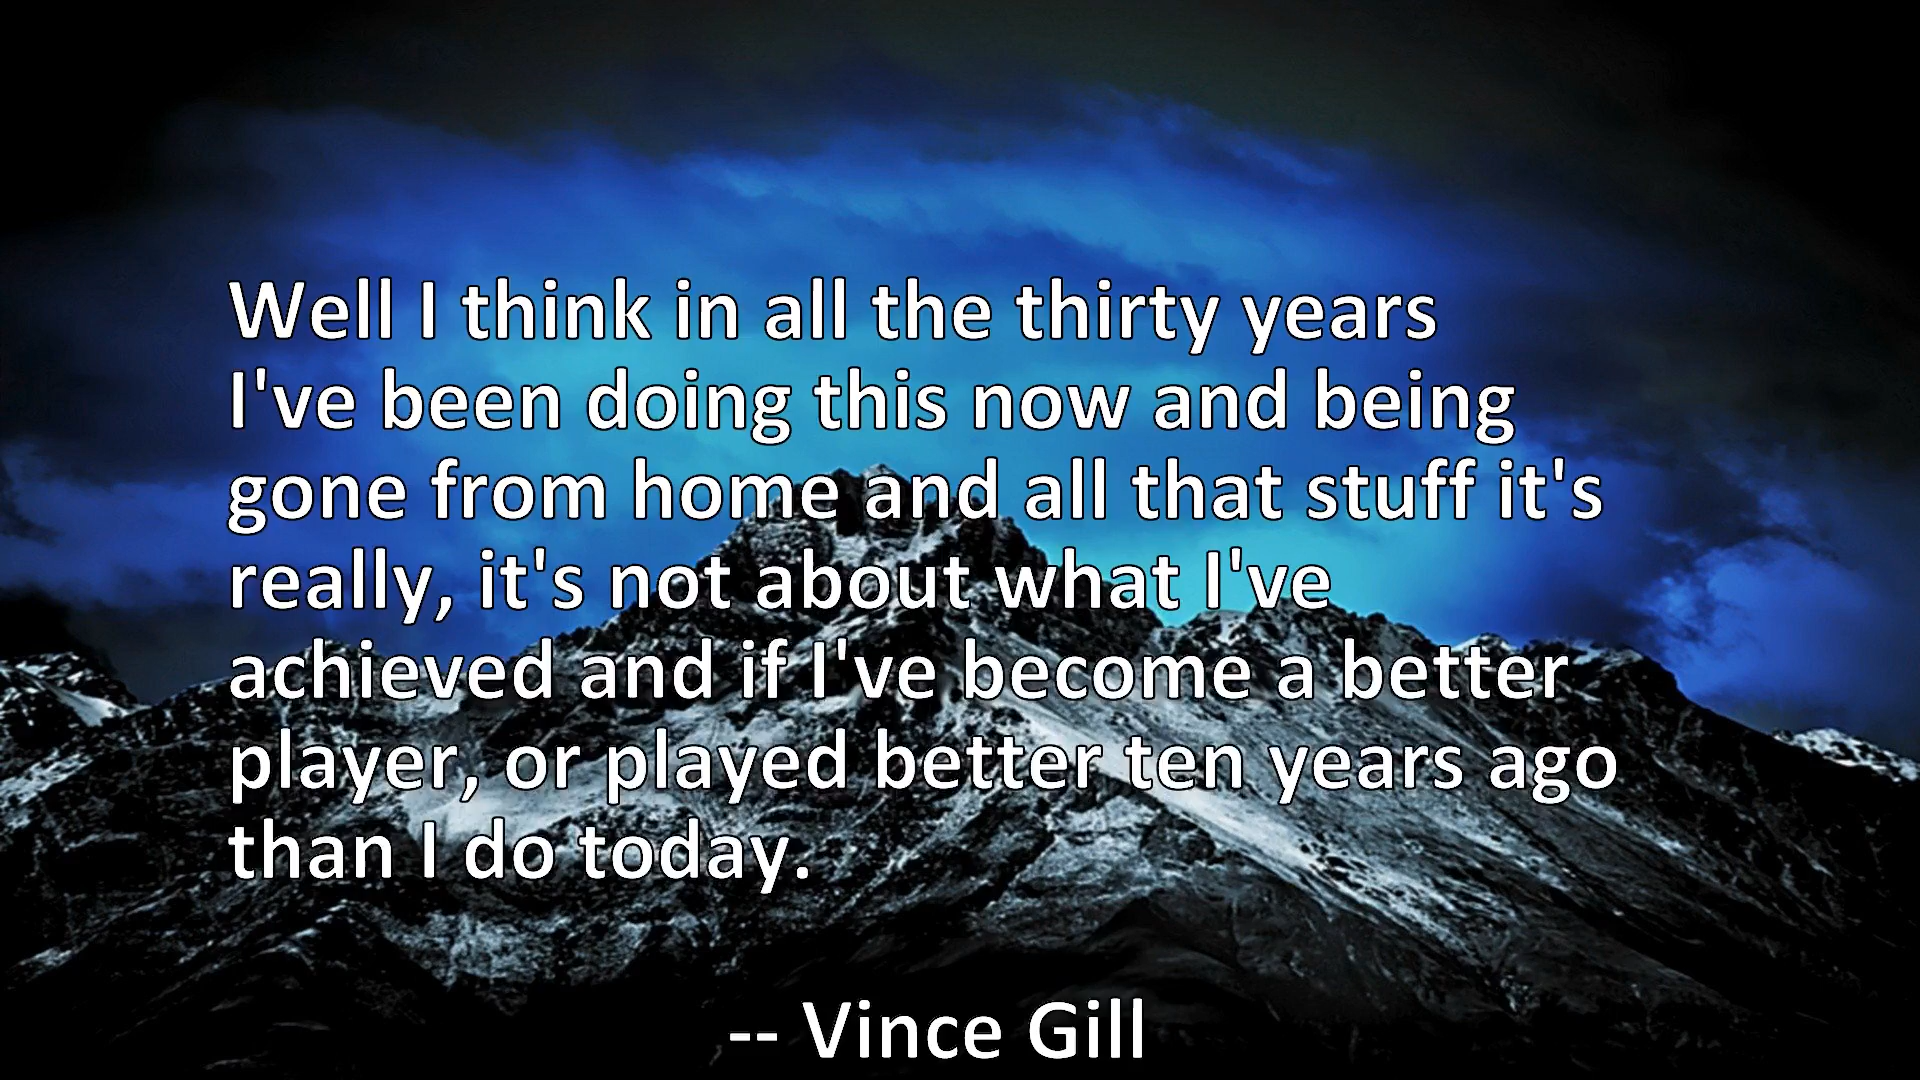 Well I think in all the thirty years
I've been doing this now and being
gone from home and all that stuff it's
really, it's not about what I've
achieved and if I've become a better
player, or played better ten years ago
than I do today.
-- Vince Gill